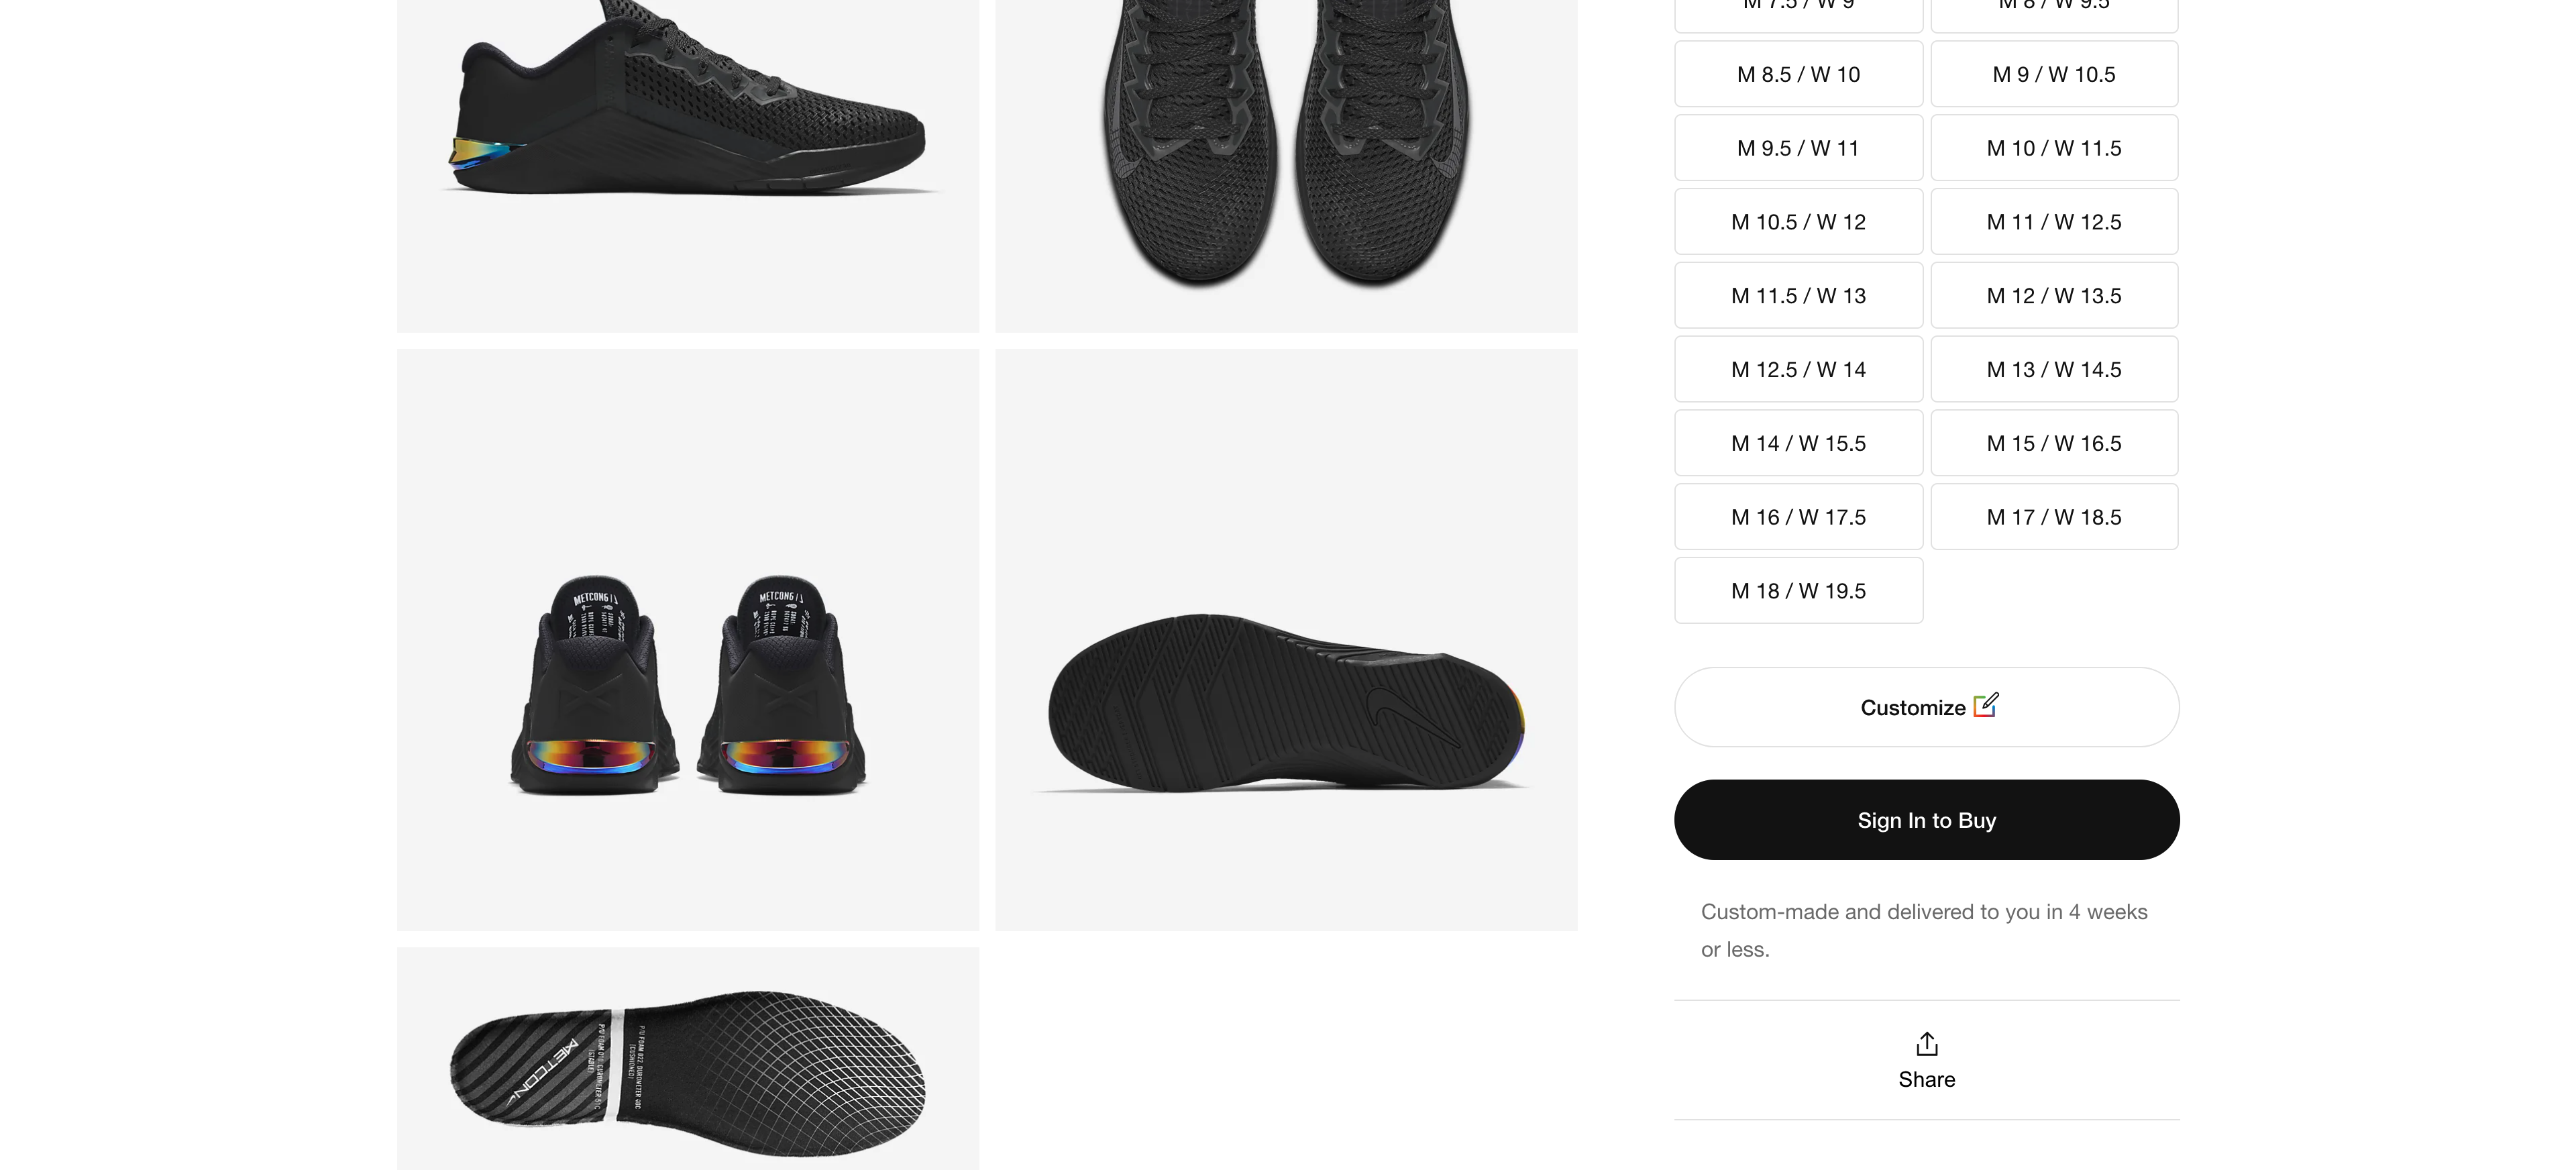 M 7.5 / W 9
M 8 / W 9.5
M 8.5 / W 10
M 9 / W 10.5
M 9.5 / W 11
M 10 / W 11.5
M 10.5 / W 12
M 11 / W 12.5
M 11.5 / W 13
M 12 / W 13.5
M 12.5 / W 14
M 13 / W 14.5
M 14 / W 15.5
M 15 / W 16.5
M 16 / W 17.5
M 17 / W 18.5
M 18 / W 19.5
Customize
Sign In to Buy
Custom-made and delivered to you in 4 weeks
or less.
Share
METCON6
METCON6
METCON